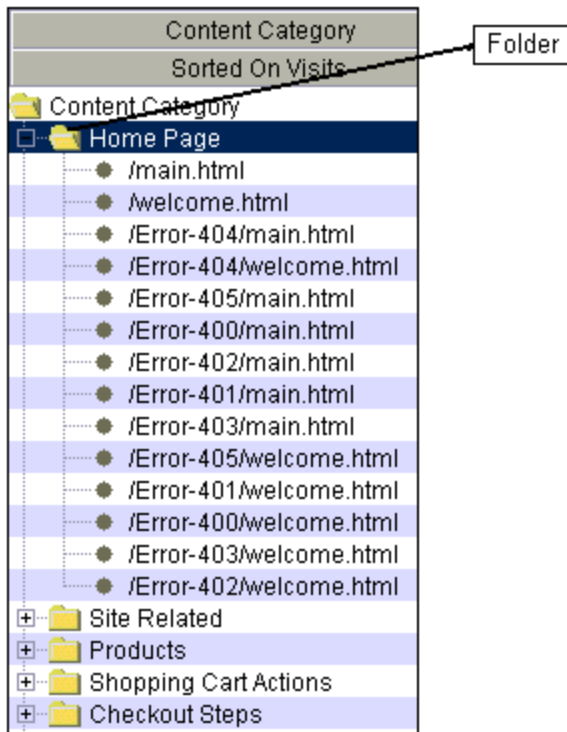 Content Category
Folder
Sorted On Visits
Content Category
Home Page
/main.html
/welcome.html
/Error-404/main.html
/Error-404/welcome.html
/Error-405/main.html
/Error-400/main.html
/Error-402/main.html
/Error-401/main.html
/Error-403/main.html
/Error-405/welcome.html
/Error-401/welcome.html
/Error-400/welcome.html
/Error-403/welcome.html
/Error-402/welcome.html
Site Related
Products
Shopping Cart Actions
Checkout Steps